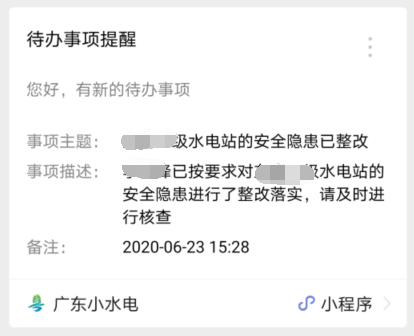 待办事项提醒
您好，有新的待办事项
事项主题： 级水电站的安全隐患已整改
事项描述： 已按要求对 级水电站的
安全隐患进行了整改落实，请及时进
行核查
备注： 2020-06-23 15:28
广东小水电 小程序